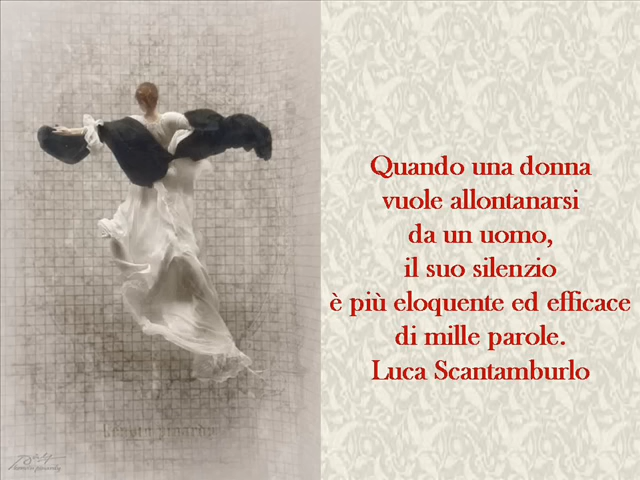 Quando una donna
vuole allontanarsi
da un uomo,
il suo silenzio
è più eloquente ed efficace
di mille parole.
Luca Scantamburlo